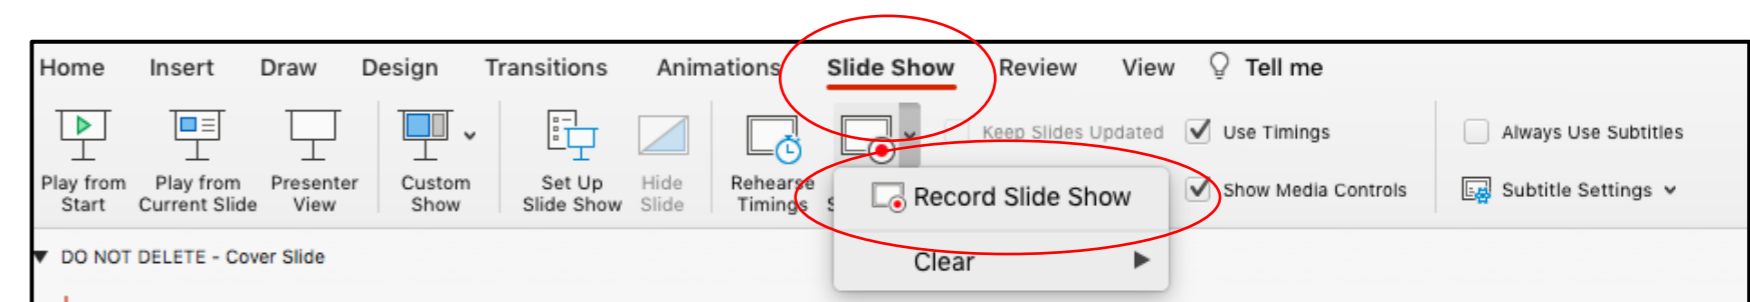 Home Insert Draw Design Transitions Animations Slide Show Review View Tell me
Keep Slides Updated Use Timings Always Use Subtitles
Play from Play from Presenter Custom Set Up Hide Rehearse
Start Current Slide View Show Slide Show Slide Timings
Record Slide Show Show Media Controls Subtitle Settings
DO NOT DELETE - Cover Slide
Clear